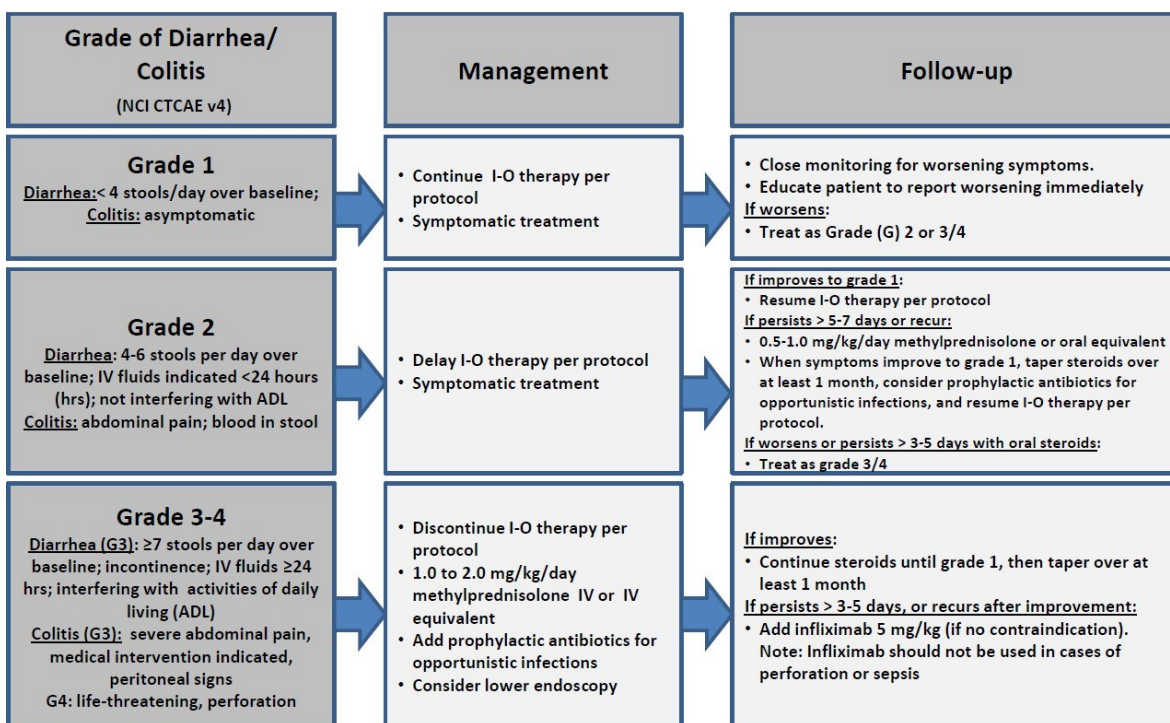 Grade of Diarrhea/
Colitis
(NCI CTCAE v4)
Management
Follow-up
Grade 1
Diarrhea:< 4 stools/day over baseline;
Colitis: asymptomatic
• Continue I-O therapy per
protocol
• Symptomatic treatment
• Close monitoring for worsening symptoms.
• Educate patient to report worsening immediately
If worsens:
• Treat as Grade (G) 2 or 3/4
Grade 2
Diarrhea: 4-6 stools per day over
baseline; IV fluids indicated <24 hours
(hrs); not interfering with ADL
Colitis: abdominal pain; blood in stool
• Delay I-O therapy per protocol
• Symptomatic treatment
If improves to grade 1:
• Resume I-O therapy per protocol
If persists > 5-7 days or recur:
• 0.5-1.0 mg/kg/day methylprednisolone or oral equivalent
• When symptoms improve to grade 1, taper steroids over
at least 1 month, consider prophylactic antibiotics for
opportunistic infections, and resume I-O therapy per
protocol.
If worsens or persists > 3-5 days with oral steroids:
• Treat as grade 3/4
Grade 3-4
Diarrhea (G3): ≥7 stools per day over
baseline; incontinence; IV fluids ≥24
hrs; interfering with activities of daily
living (ADL)
Colitis (G3): severe abdominal pain,
medical intervention indicated,
peritoneal signs
G4: life-threatening, perforation
• Discontinue I-O therapy per
protocol
• 1.0 to 2.0 mg/kg/day
methylprednisolone IV or IV
equivalent
• Add prophylactic antibiotics for
opportunistic infections
• Consider lower endoscopy
If improves:
• Continue steroids until grade 1, then taper over at
least 1 month
If persists > 3-5 days, or recurs after improvement:
• Add infliximab 5 mg/kg (if no contraindication).
Note: Infliximab should not be used in cases of
perforation or sepsis